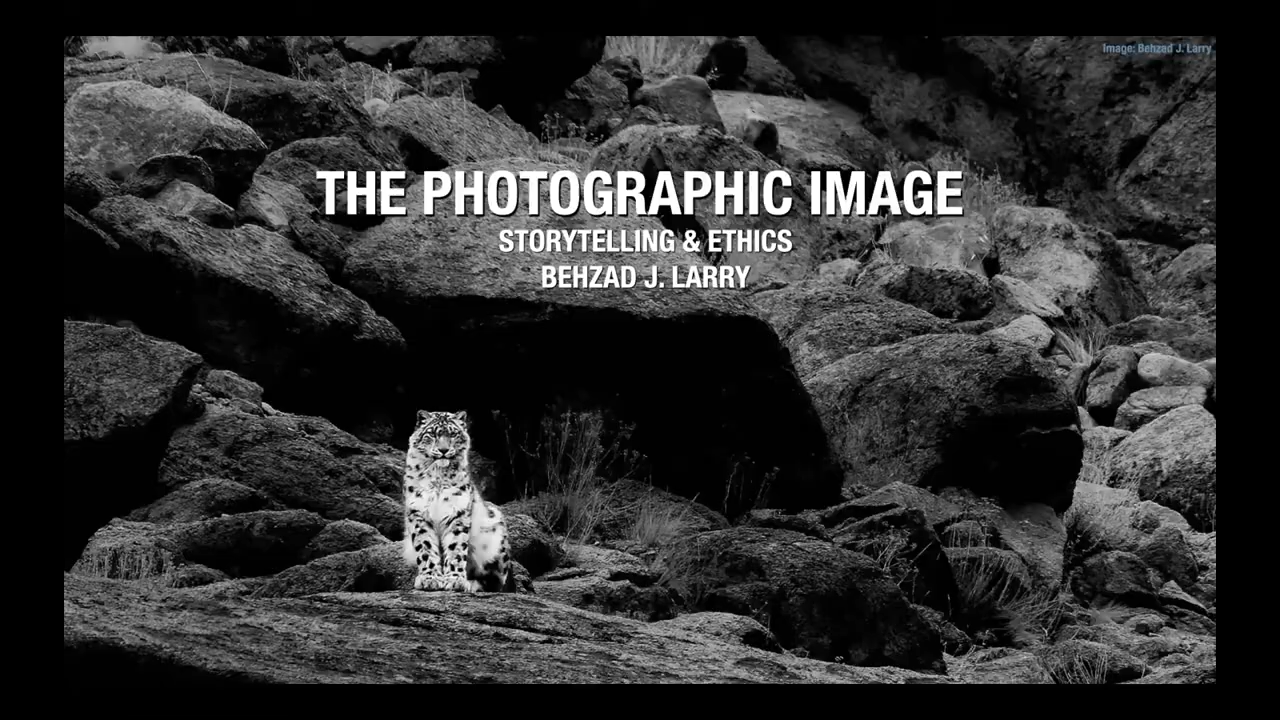 Image: Behzad J. Larry
THE PHOTOGRAPHIC IMAGE
STORYTELLING & ETHICS
BEHZAD J. LARRY